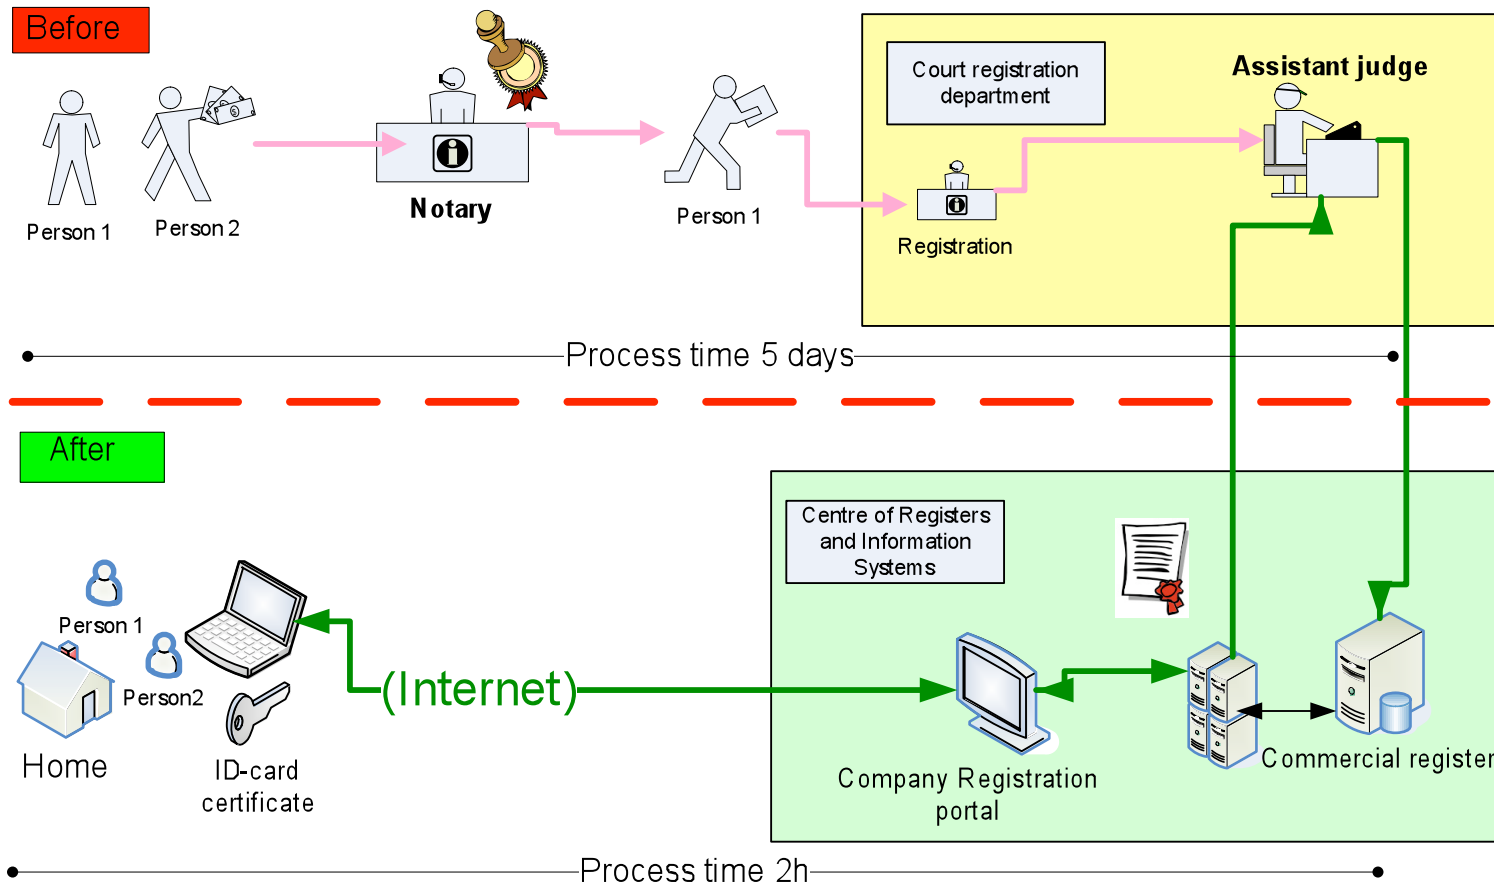 Before
Court registration
department
Assistant judge
Person 1
Person 2
Notary
Person 1
Registration
Process time 5 days
After
Centre of Registers
and Information
Systems
Person 1
Person2
(Internet)
Home
ID-card
certificate
Company Registration
portal
Commercial register
Process time 2h